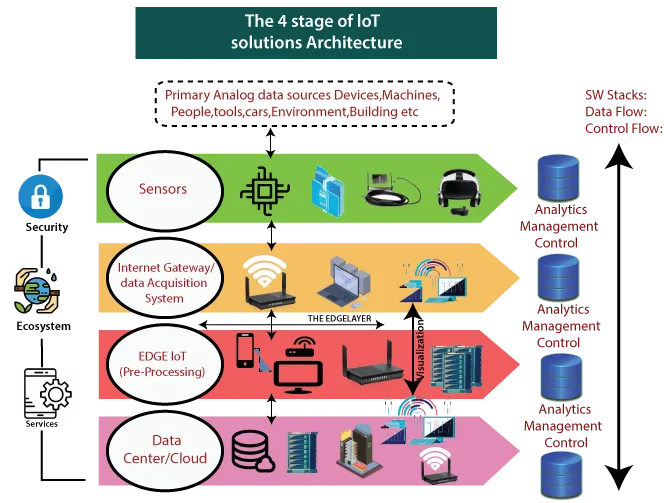 The 4 stage of IoT
solutions Architecture
Primary Analog data sources Devices,Machines,
People,tools,cars,Environment,Building etc
SW Stacks:
Data Flow:
Control Flow:
Sensors
Security
Analytics
Management
Control
Internet Gateway/
data Acquisition
System
Ecosystem
Analytics
Management
Control
THE EDGELAYER
Visualization
EDGE IoT
(Pre-Processing)
Services
Analytics
Management
Control
Data
Center/Cloud